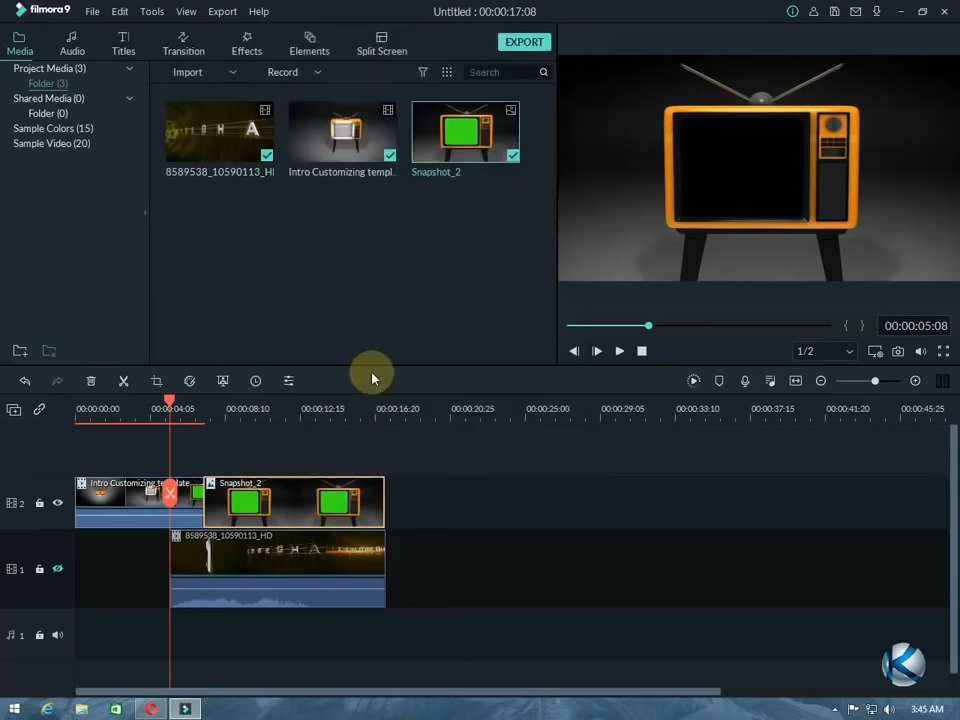 filmora9 File Edit Tools View Export Help Untitled : 00:00:17:08
Media Audio Titles Transition Effects Elements Split Screen EXPORT
Project Media (3) Import Record Search
Folder (3)
Shared Media (0)
Folder (0)
Sample Colors (15)
Sample Video (20)
8589538_10590113_HI Intro Customizing templ.. Snapshot_2
00:00:05:08
1/2
00:00:00:00 00:00:04:05 00:00:08:10 00:00:12:15 00:00:16:20 00:00:20:25 00:00:25:00 00:00:29:05 00:00:33:10 00:00:37:15 00:00:41:20 00:00:45:25
Intro Customizing template Snapshot_2
2
8589538_10590113_HD
1
1
3:45 AM